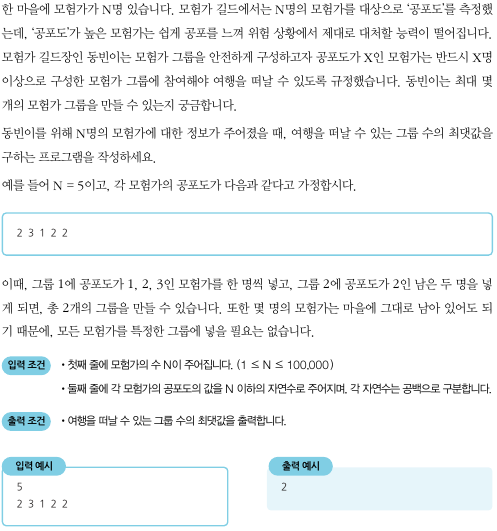 한 마을에 모험가가 N명 있습니다. 모험가 길드에서는 N명의 모험가를 대상으로 '공포도'를 측정했
는데, '공포도'가 높은 모험가는 쉽게 공포를 느껴 위험 상황에서 제대로 대처할 능력이 떨어집니다.
모험가 길드장인 동빈이는 모험가 그룹을 안전하게 구성하고자 공포도가 X인 모험가는 반드시 X명
이상으로 구성한 모험가 그룹에 참여해야 여행을 떠날 수 있도록 규정했습니다. 동빈이는 최대 몇
개의 모험가 그룹을 만들 수 있는지 궁금합니다.
동빈이를 위해 N명의 모험가에 대한 정보가 주어졌을 때, 여행을 떠날 수 있는 그룹 수의 최댓값을
구하는 프로그램을 작성하세요.
예를 들어 N = 5이고, 각 모험가의 공포도가 다음과 같다고 가정합시다.
2 3 1 2 2
이때, 그룹 1에 공포도가 1, 2, 3인 모험가를 한 명씩 넣고, 그룹 2에 공포도가 2인 남은 두 명을 넣
게 되면, 총 2개의 그룹을 만들 수 있습니다. 또한 몇 명의 모험가는 마을에 그대로 남아 있어도 되
기 때문에, 모든 모험가를 특정한 그룹에 넣을 필요는 없습니다.
입력 조건 • 첫째 줄에 모험가의 수 N이 주어집니다. (1 ≤ N ≤ 100,000)
• 둘째 줄에 각 모험가의 공포도의 값을 N 이하의 자연수로 주어지며, 각 자연수는 공백으로 구분합니다.
출력 조건 • 여행을 떠날 수 있는 그룹 수의 최댓값을 출력합니다.
입력 예시
5
2 3 1 2 2
출력 예시
2